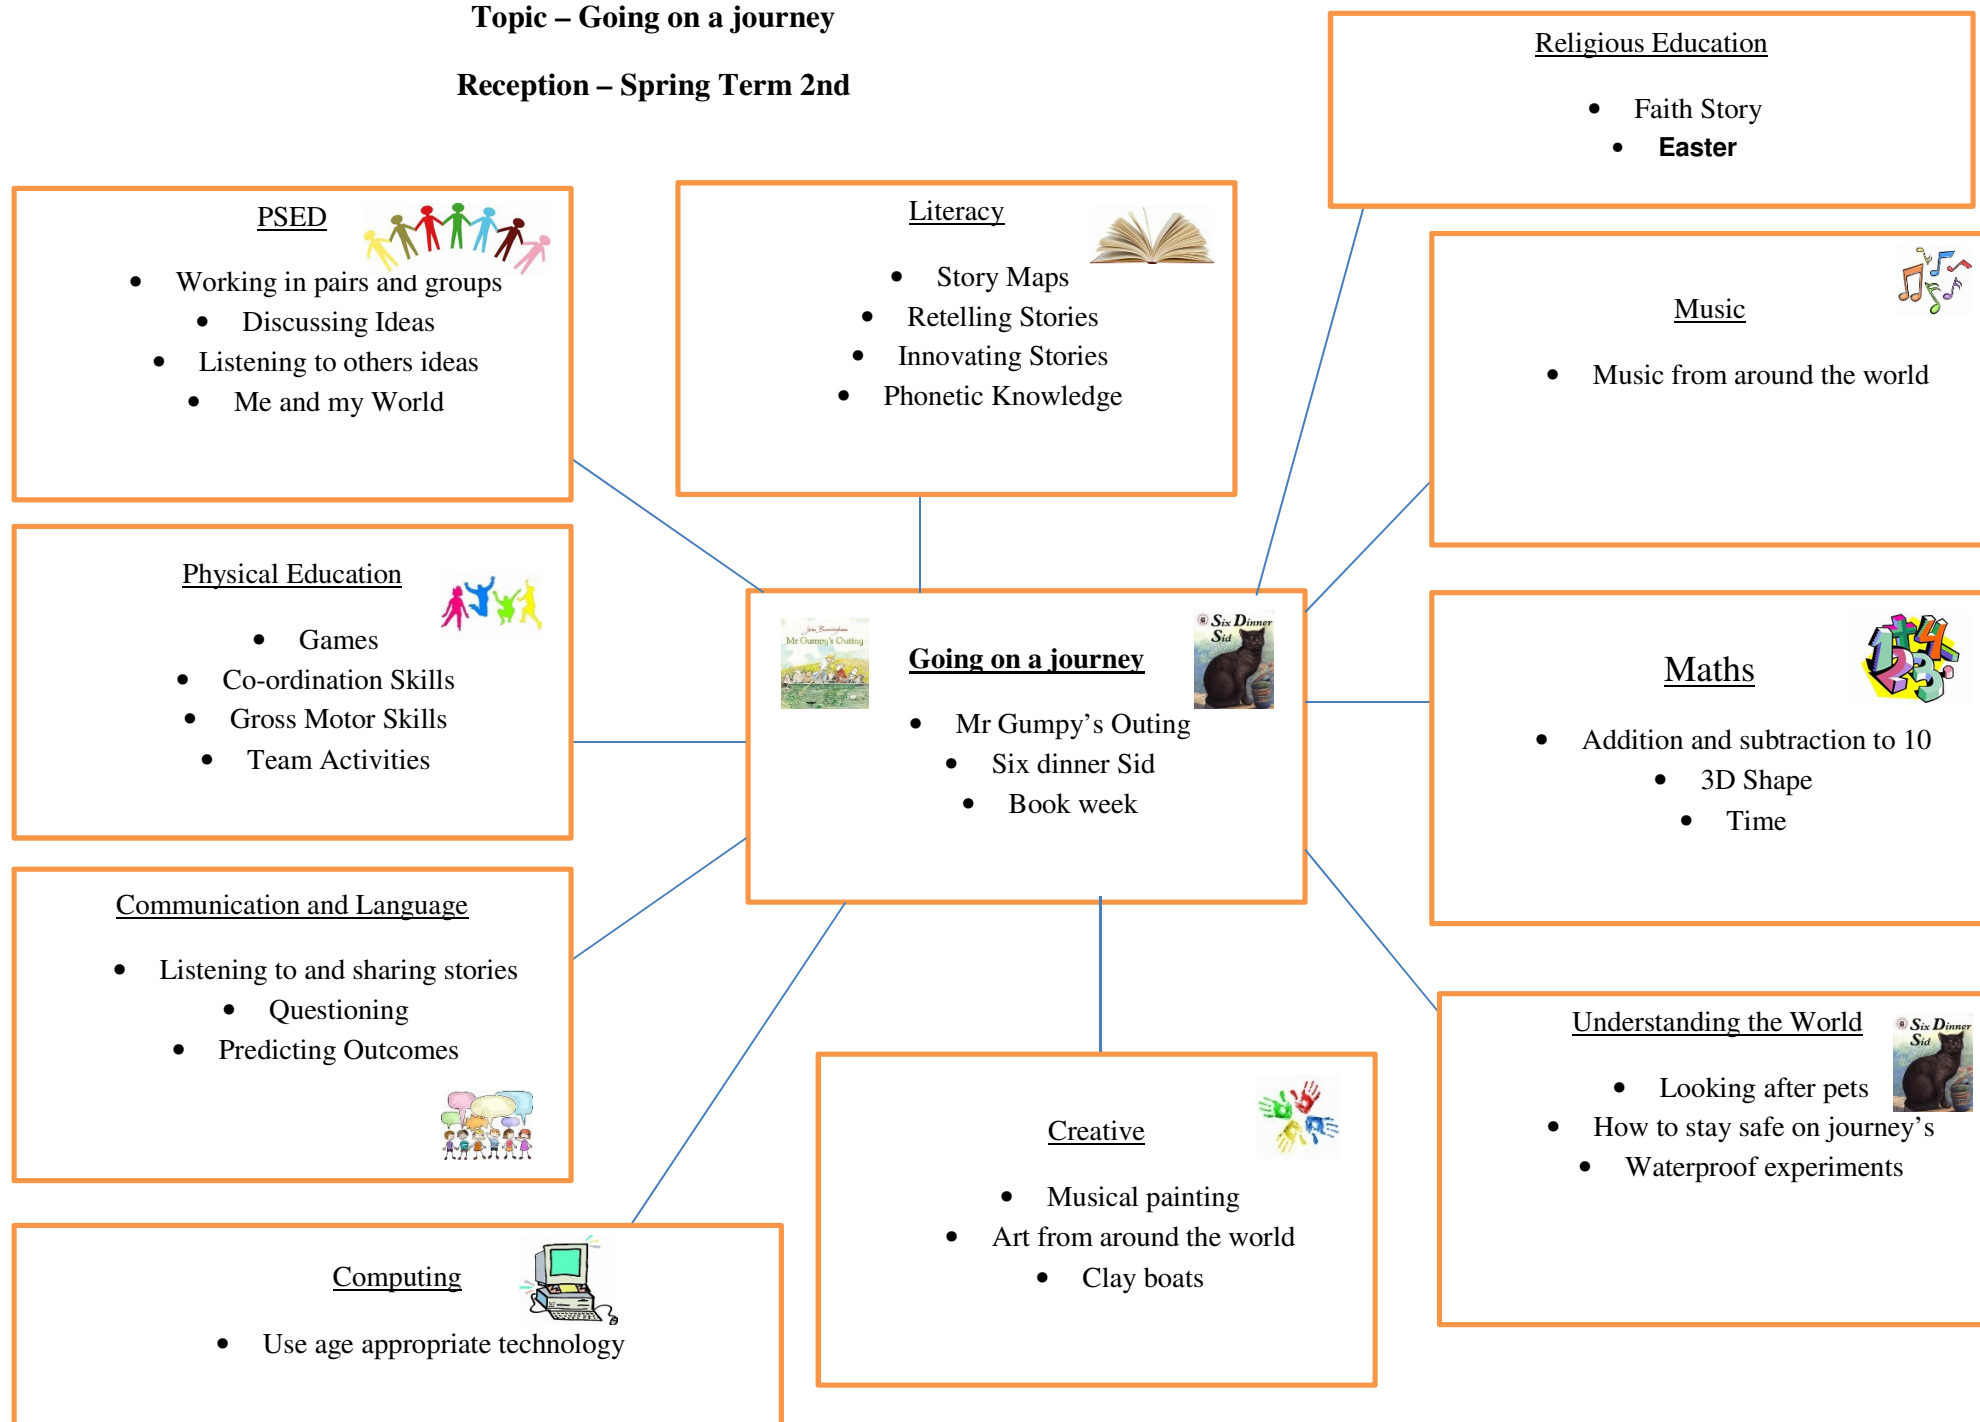 Topic – Going on a journey
Reception – Spring Term 2nd
Religious Education
• Faith Story
• Easter
PSED
• Working in pairs and groups
• Discussing Ideas
• Listening to others ideas
• Me and my World
Literacy
• Story Maps
• Retelling Stories
• Innovating Stories
• Phonetic Knowledge
Music
• Music from around the world
Physical Education
• Games
• Co-ordination Skills
• Gross Motor Skills
• Team Activities
John Burningham
Mr Gumpy's Outing
Six Dinner
Sid
Going on a journey
• Mr Gumpy’s Outing
• Six dinner Sid
• Book week
Maths
• Addition and subtraction to 10
• 3D Shape
• Time
Communication and Language
• Listening to and sharing stories
• Questioning
• Predicting Outcomes
Understanding the World
Six Dinner
Sid
• Looking after pets
• How to stay safe on journey’s
• Waterproof experiments
Creative
• Musical painting
• Art from around the world
• Clay boats
Computing
• Use age appropriate technology